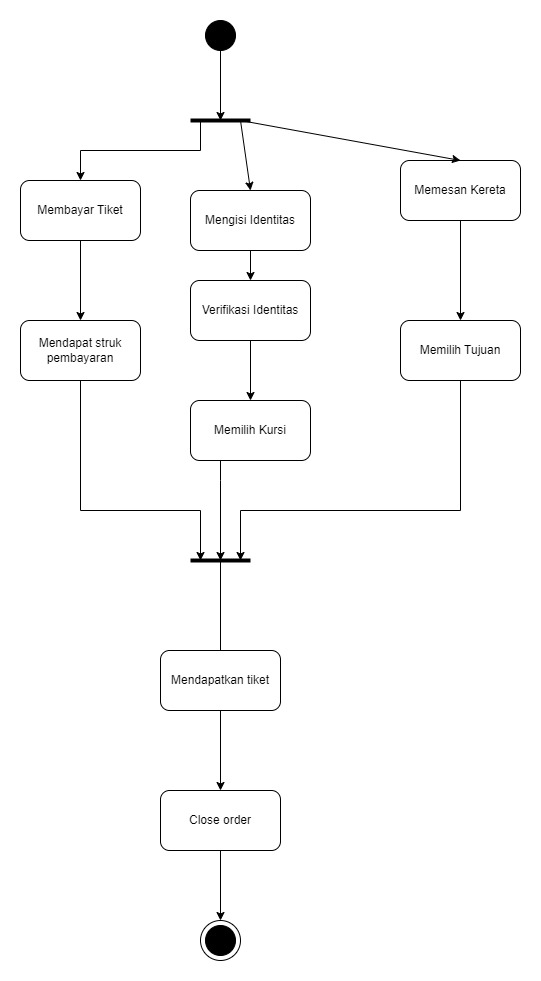 Membayar Tiket
Mengisi Identitas
Memesan Kereta
Verifikasi Identitas
Mendapat struk
pembayaran
Memilih Tujuan
Memilih Kursi
Mendapatkan tiket
Close order